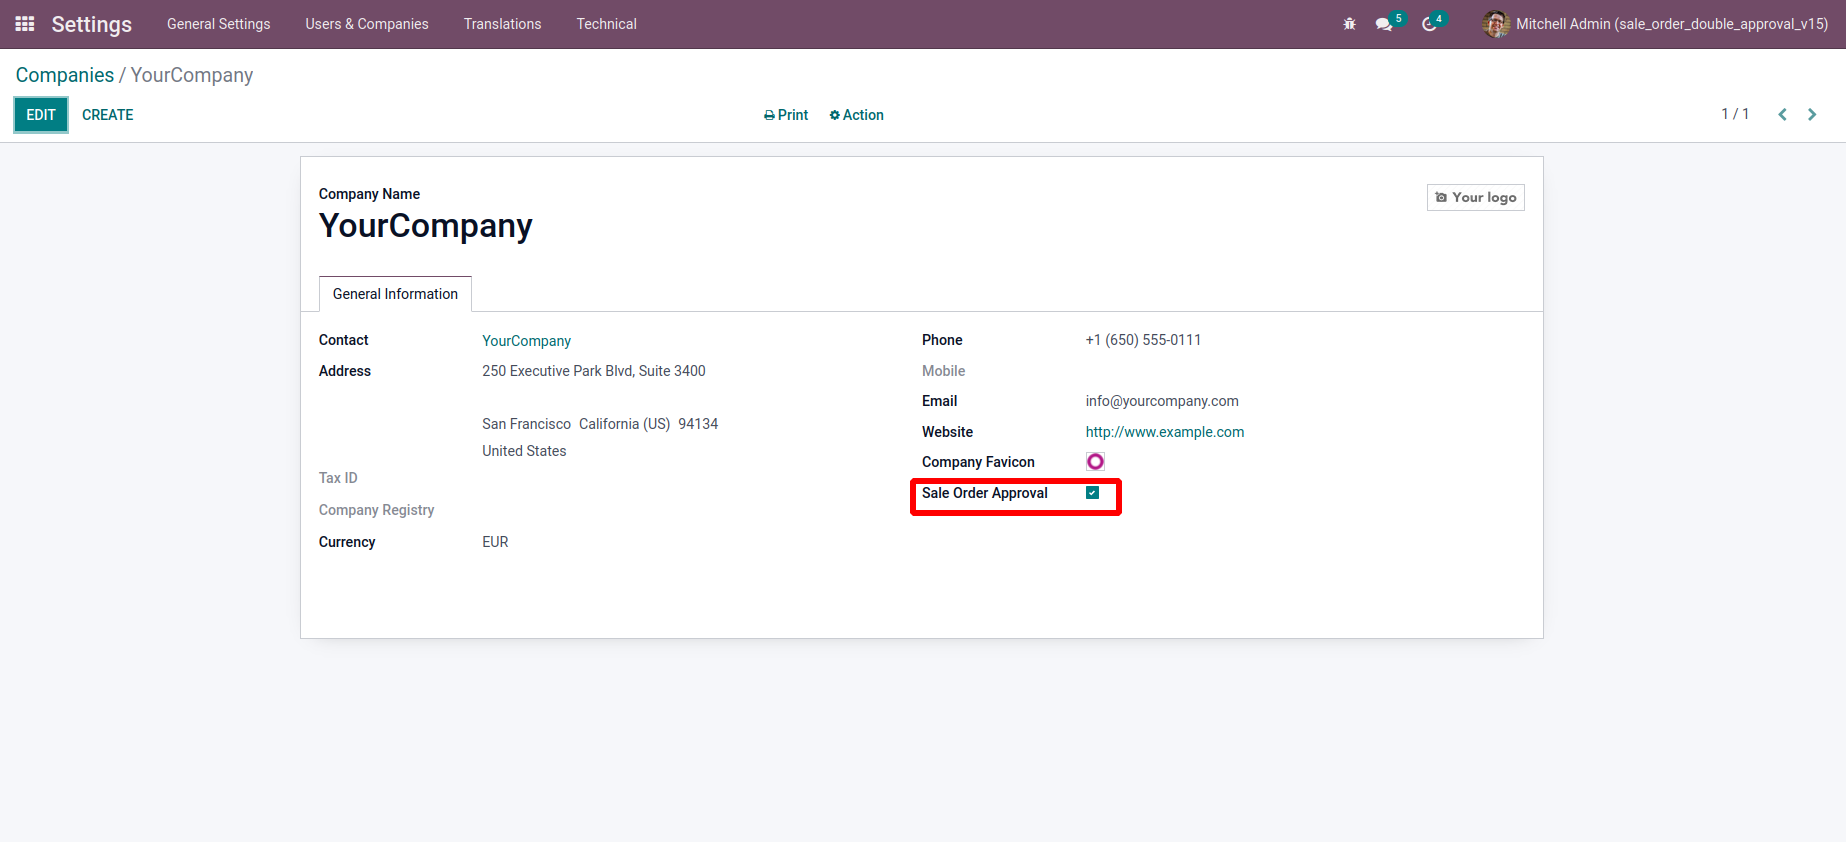 Settings General Settings Users & Companies Translations Technical 5 4 Mitchell Admin (sale_order_double_approval_v15)
Companies / YourCompany
EDIT CREATE Print Action 1 / 1
Company Name
Your logo
YourCompany
General Information
Contact YourCompany Phone +1 (650) 555-0111
Address 250 Executive Park Blvd, Suite 3400 Mobile
Email info@yourcompany.com
San Francisco California (US) 94134 Website http://www.example.com
United States Company Favicon
Tax ID Sale Order Approval
Company Registry
Currency EUR